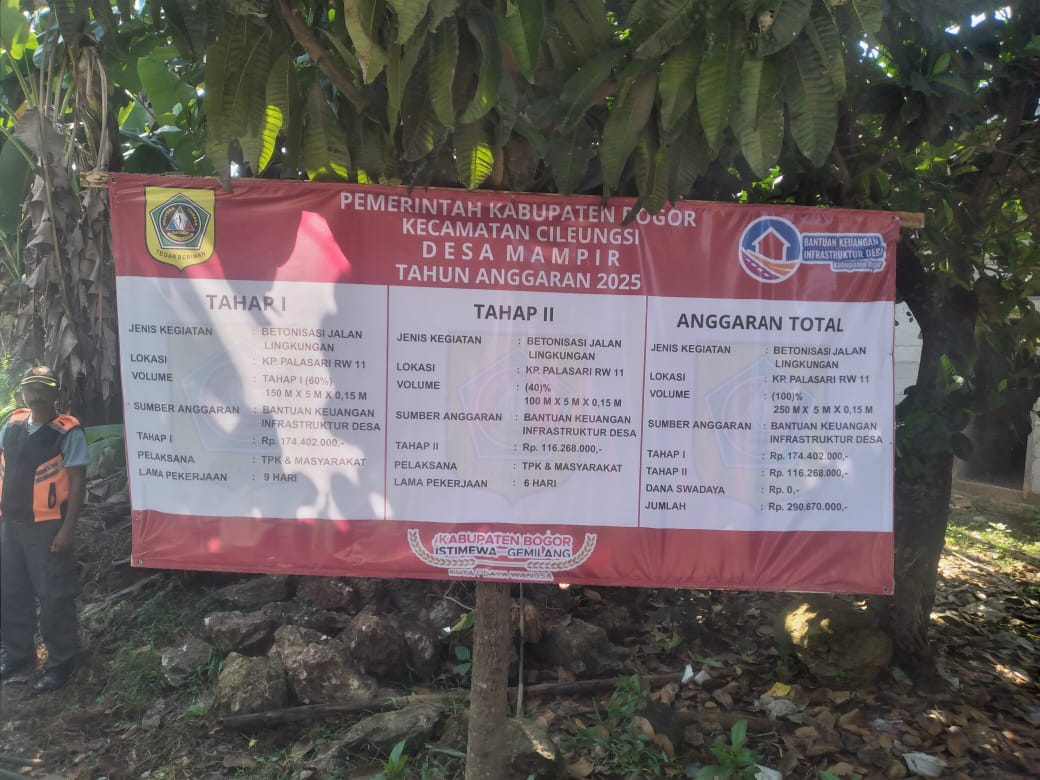 PEMERINTAH KABUPATEN BOGOR
KECAMATAN CILEUNGSI
DESA MAMPIR
TAHUN ANGGARAN 2025
TEGAR BERIMAN
BANTUAN KEUANGAN
INFRASTRUKTUR DESA
TAHAP I
JENIS KEGIATAN : BETONISASI JALAN
LINGKUNGAN
LOKASI : KP. PALASARI RW 11
VOLUME : TAHAP I (60%)
150 M X 5 M X 0,15 M
SUMBER ANGGARAN : BANTUAN KEUANGAN
INFRASTRUKTUR DESA
TAHAP I : Rp. 174.402.000,-
PELAKSANA : TPK & MASYARAKAT
LAMA PEKERJAAN : 9 HARI
TAHAP II
JENIS KEGIATAN : BETONISASI JALAN
LINGKUNGAN
LOKASI : KP. PALASARI RW 11
VOLUME : (40)%
100 M X 5 M X 0,15 M
SUMBER ANGGARAN : BANTUAN KEUANGAN
INFRASTRUKTUR DESA
TAHAP II : Rp. 116.268.000,-
PELAKSANA : TPK & MASYARAKAT
LAMA PEKERJAAN : 6 HARI
ANGGARAN TOTAL
JENIS KEGIATAN : BETONISASI JALAN
LINGKUNGAN
LOKASI : KP. PALASARI RW 11
VOLUME : (100)%
250 M X 5 M X 0,15 M
SUMBER ANGGARAN : BANTUAN KEUANGAN
INFRASTRUKTUR DESA
TAHAP I : Rp. 174.402.000,-
TAHAP II : Rp. 116.268.000,-
DANA SWADAYA : Rp. 0,-
JUMLAH : Rp. 290.670.000,-
KABUPATEN BOGOR
ISTIMEWA GEMILANG
KUTA UDAYA WANGSA